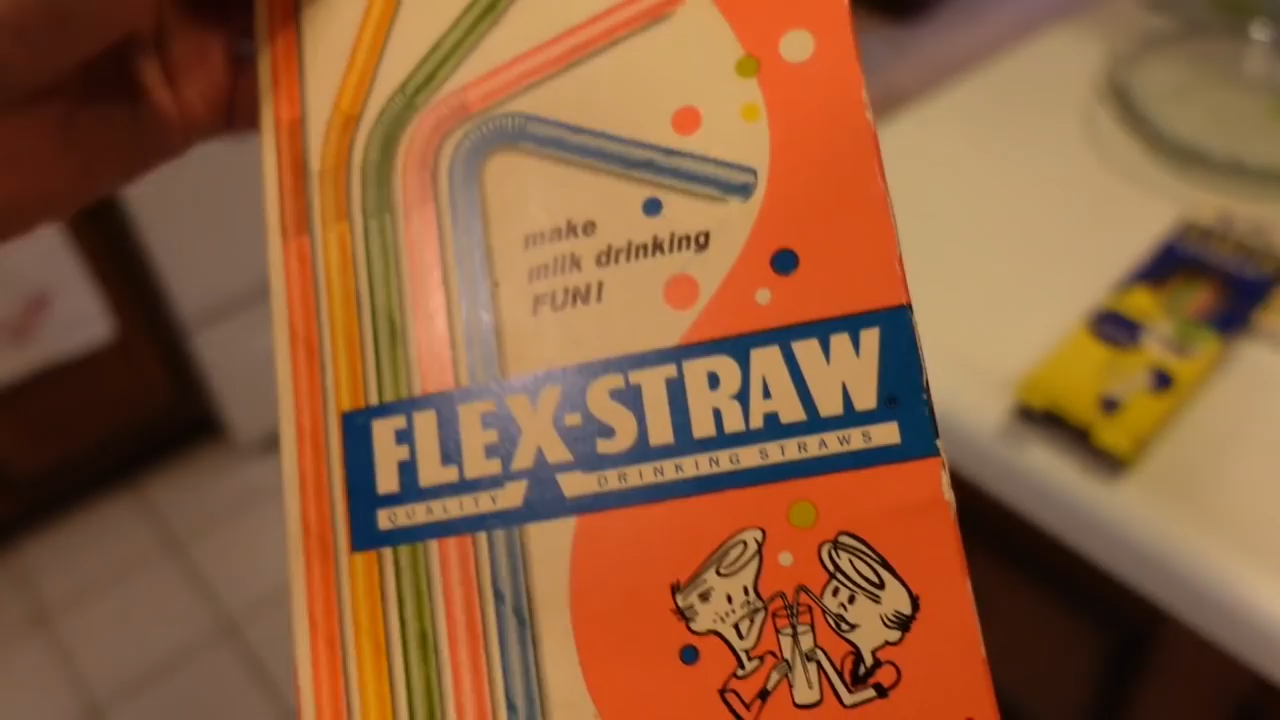 make
milk drinking
FUN!
FLEX-STRAW®
QUALITY DRINKING STRAWS